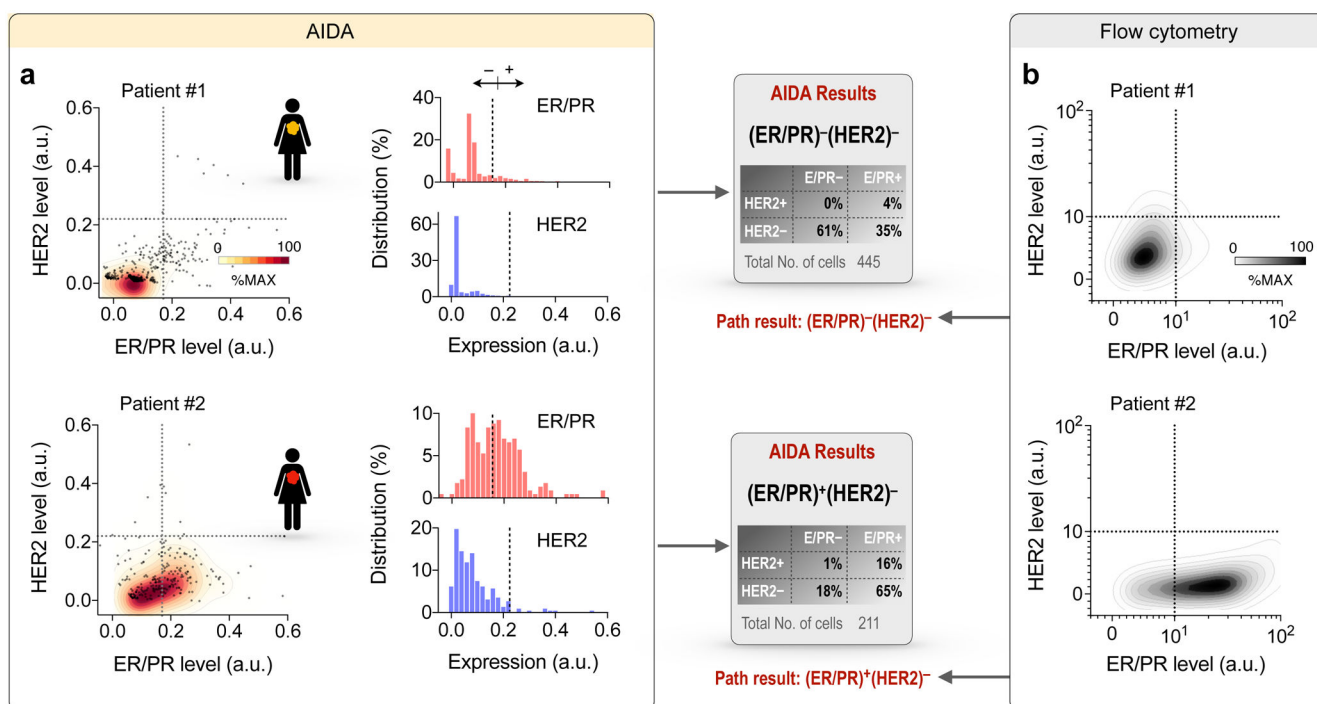 AIDA
a
Patient #1
HER2 level (a.u.)
0.6
0.4
0.2
0.0
0 100
%MAX
0.0 0.2 0.4 0.6
ER/PR level (a.u.)
− +
ER/PR
Distribution (%)
40
20
0
HER2
60
30
0
0.0 0.2 0.4 0.6
Expression (a.u.)
Patient #2
HER2 level (a.u.)
0.6
0.4
0.2
0.0
0.0 0.2 0.4 0.6
ER/PR level (a.u.)
ER/PR
Distribution (%)
10
5
0
HER2
20
10
0
0.0 0.2 0.4 0.6
Expression (a.u.)
AIDA Results
(ER/PR)⁻(HER2)⁻
E/PR− E/PR+
HER2+ 0% 4%
HER2− 61% 35%
Total No. of cells 445
Path result: (ER/PR)⁻(HER2)⁻
AIDA Results
(ER/PR)⁺(HER2)⁻
E/PR− E/PR+
HER2+ 1% 16%
HER2− 18% 65%
Total No. of cells 211
Path result: (ER/PR)⁺(HER2)⁻
Flow cytometry
b
Patient #1
HER2 level (a.u.)
10²
10
0
0 100
%MAX
0 10¹ 10²
ER/PR level (a.u.)
Patient #2
HER2 level (a.u.)
10²
10
0
0 10¹ 10²
ER/PR level (a.u.)